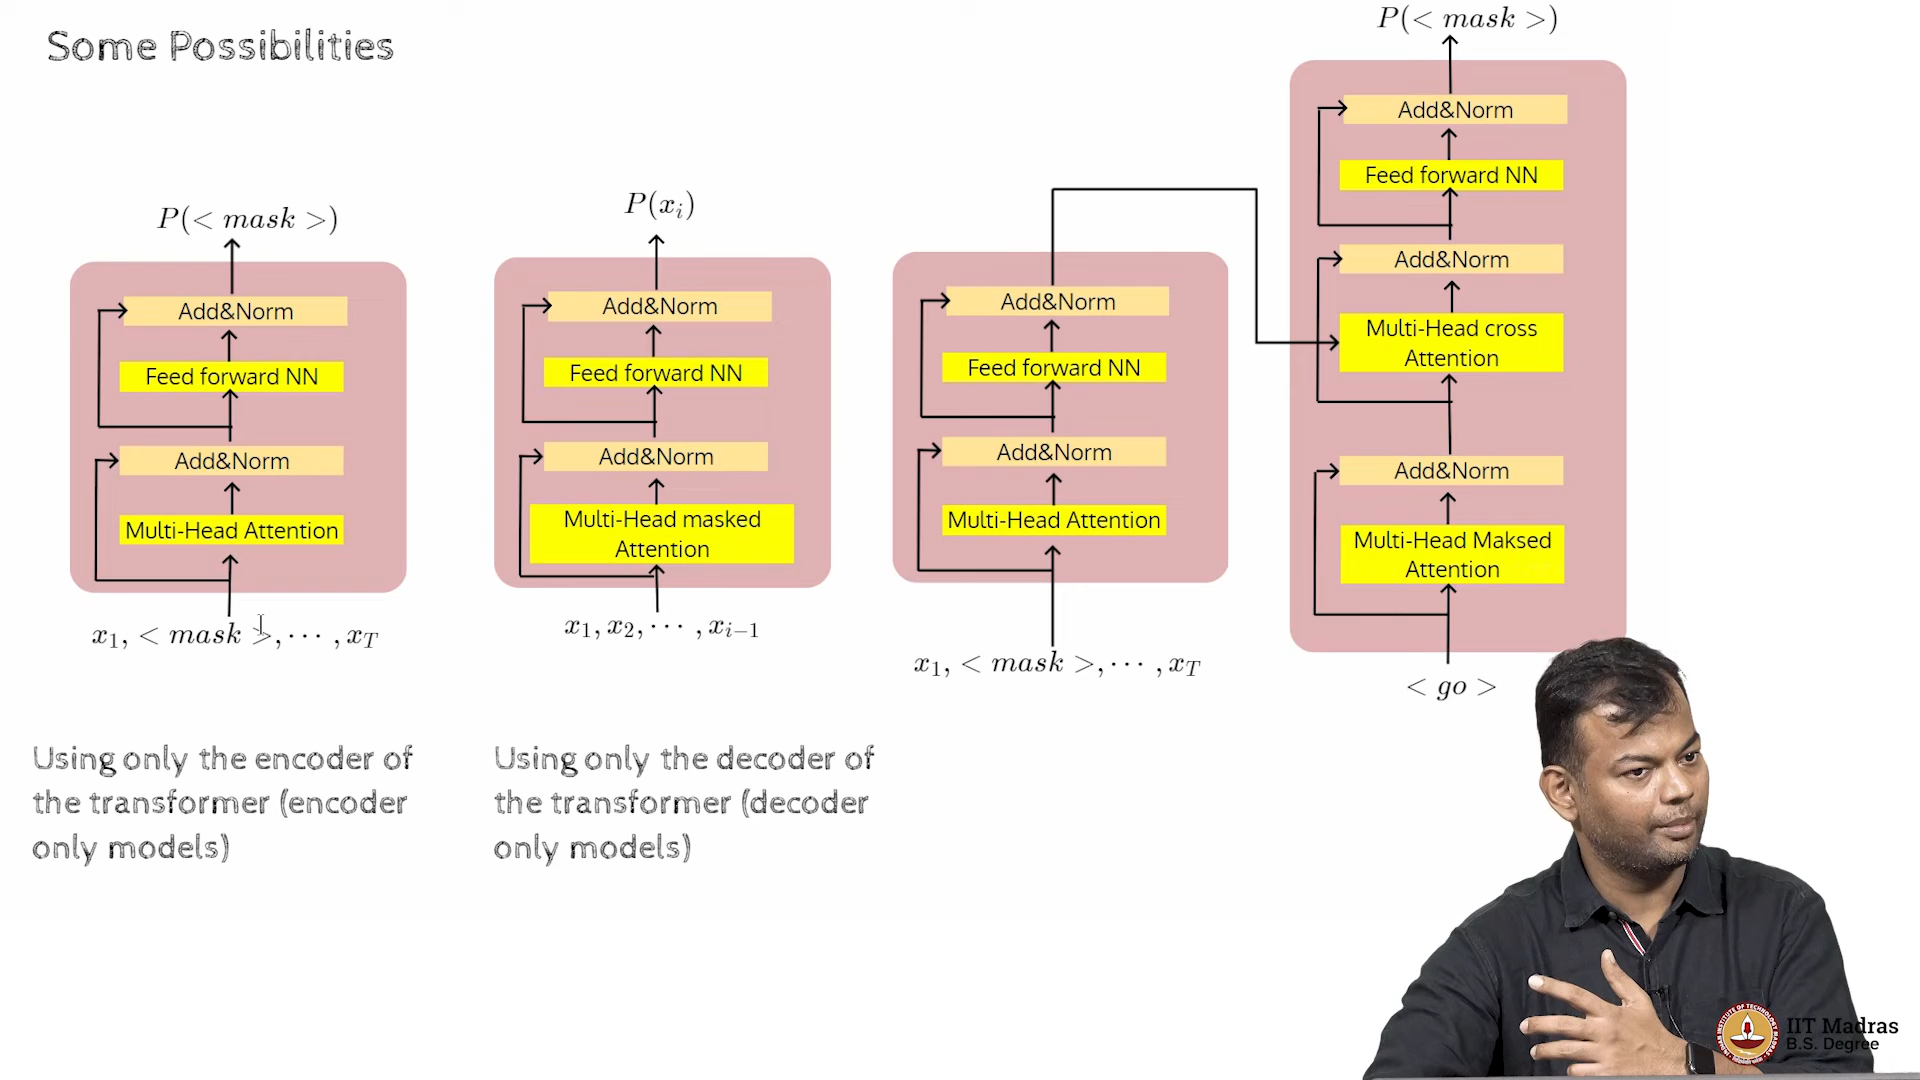 Some Possibilities
P(< mask >)
Add&Norm
Feed forward NN
Add&Norm
Multi-Head Attention
x_1, < mask >, ··· , x_T
Using only the encoder of
the transformer (encoder
only models)
P(x_i)
Add&Norm
Feed forward NN
Add&Norm
Multi-Head masked
Attention
x_1, x_2, ··· , x_{i-1}
Using only the decoder of
the transformer (decoder
only models)
Add&Norm
Feed forward NN
Add&Norm
Multi-Head Attention
x_1, < mask >, ··· , x_T
P(< mask >)
Add&Norm
Feed forward NN
Add&Norm
Multi-Head cross
Attention
Add&Norm
Multi-Head Maksed
Attention
< go >
IIT Madras
B.S. Degree